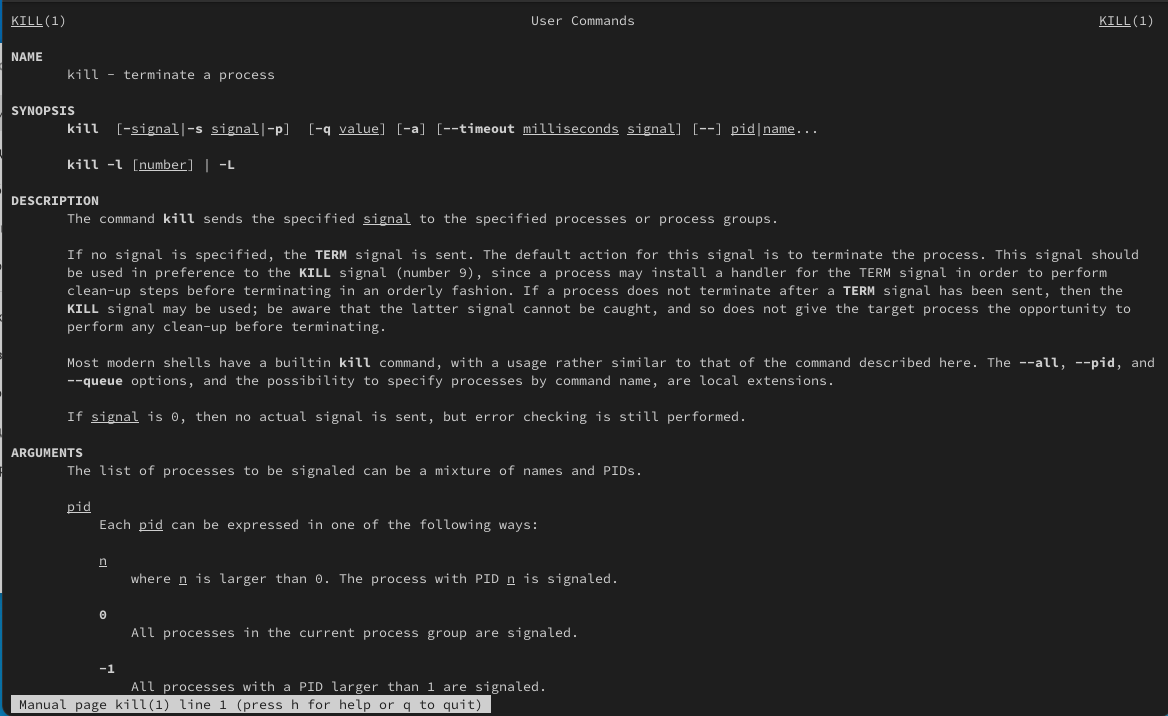 KILL(1) User Commands KILL(1)
NAME
kill - terminate a process
SYNOPSIS
kill [-signal|-s signal|-p] [-q value] [-a] [--timeout milliseconds signal] [--] pid|name...
kill -l [number] | -L
DESCRIPTION
The command kill sends the specified signal to the specified processes or process groups.
If no signal is specified, the TERM signal is sent. The default action for this signal is to terminate the process. This signal should
be used in preference to the KILL signal (number 9), since a process may install a handler for the TERM signal in order to perform
clean-up steps before terminating in an orderly fashion. If a process does not terminate after a TERM signal has been sent, then the
KILL signal may be used; be aware that the latter signal cannot be caught, and so does not give the target process the opportunity to
perform any clean-up before terminating.
Most modern shells have a builtin kill command, with a usage rather similar to that of the command described here. The --all, --pid, and
--queue options, and the possibility to specify processes by command name, are local extensions.
If signal is 0, then no actual signal is sent, but error checking is still performed.
ARGUMENTS
The list of processes to be signaled can be a mixture of names and PIDs.
pid
Each pid can be expressed in one of the following ways:
n
where n is larger than 0. The process with PID n is signaled.
0
All processes in the current process group are signaled.
-1
All processes with a PID larger than 1 are signaled.
Manual page kill(1) line 1 (press h for help or q to quit)